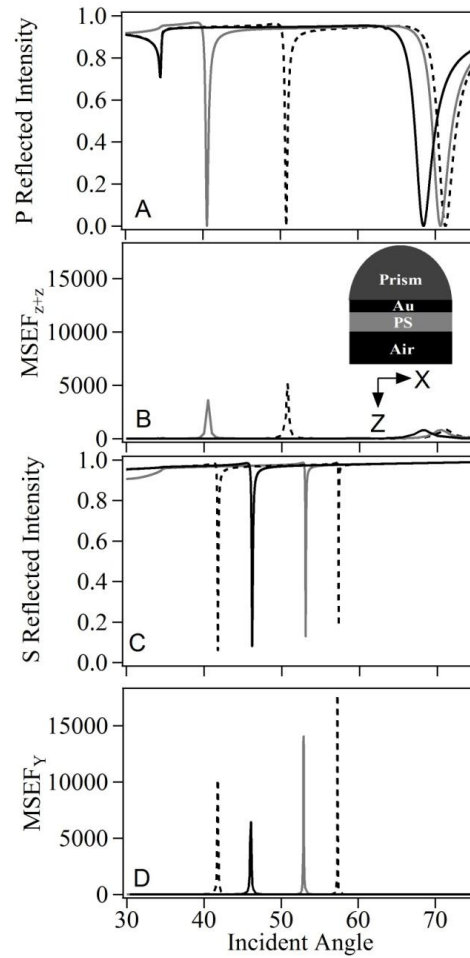 P Reflected Intensity
1.0
0.8
0.6
0.4
0.2
0.0
A
MSEFz+z
15000
10000
5000
0
B
Prism
Au
PS
Air
X
Z
S Reflected Intensity
1.0
0.8
0.6
0.4
0.2
0.0
C
MSEFY
15000
10000
5000
0
D
30 40 50 60 70
Incident Angle